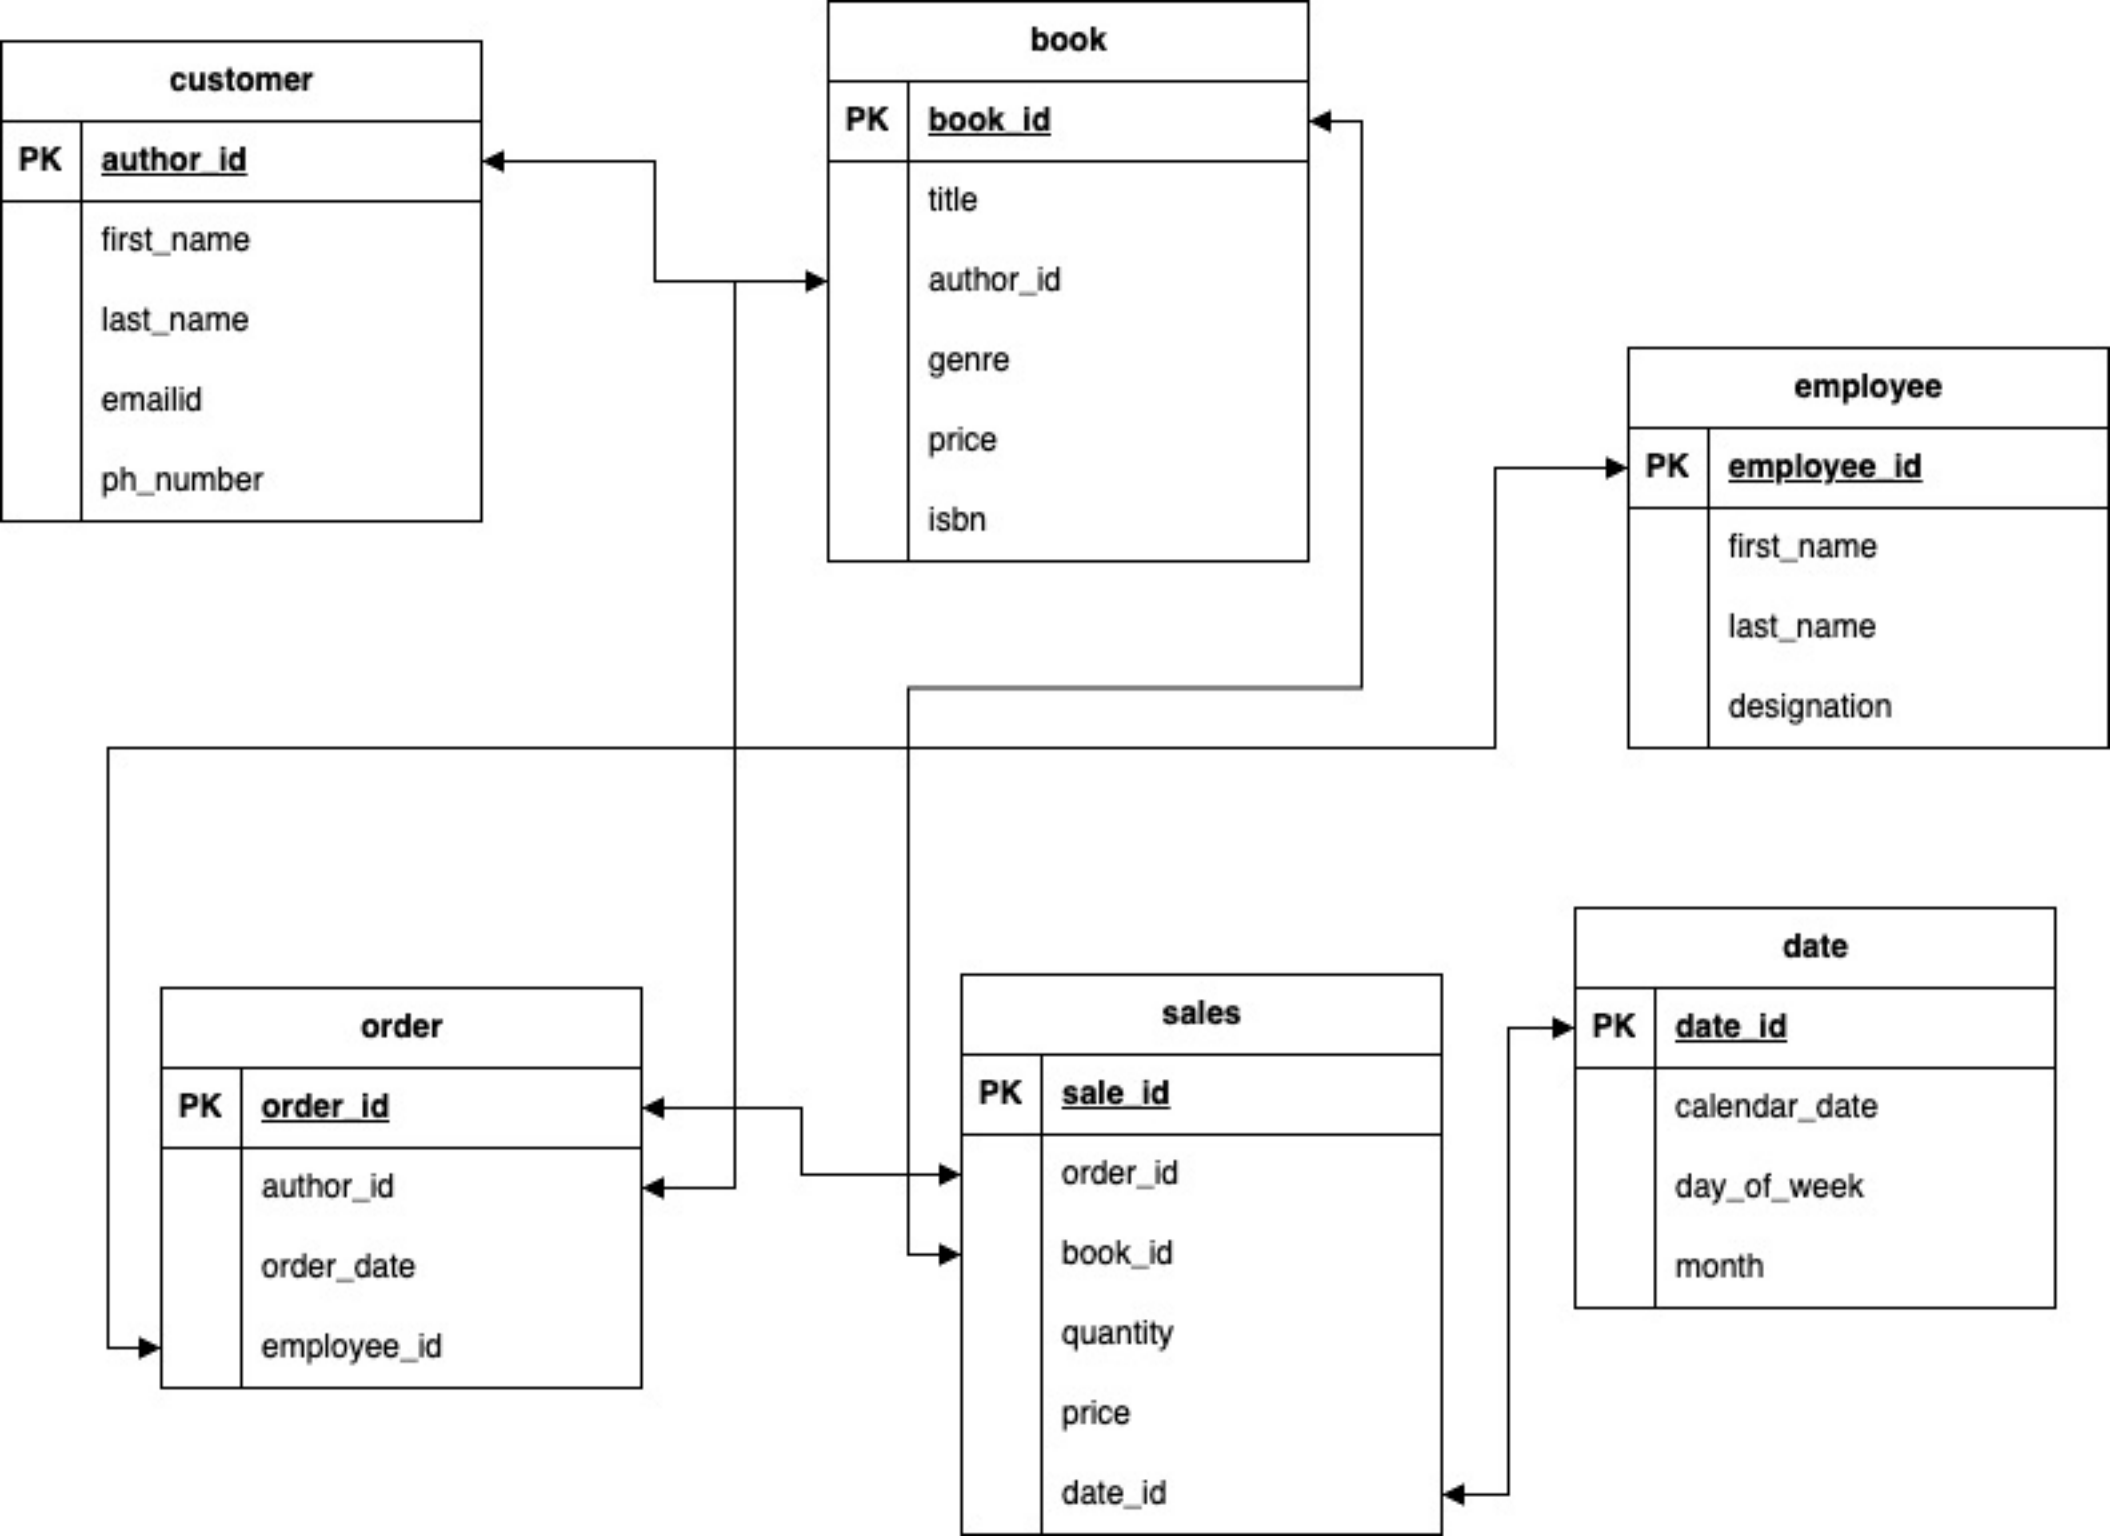 customer
PK author_id
first_name
last_name
emailid
ph_number
book
PK book_id
title
author_id
genre
price
isbn
employee
PK employee_id
first_name
last_name
designation
order
PK order_id
author_id
order_date
employee_id
sales
PK sale_id
order_id
book_id
quantity
price
date_id
date
PK date_id
calendar_date
day_of_week
month